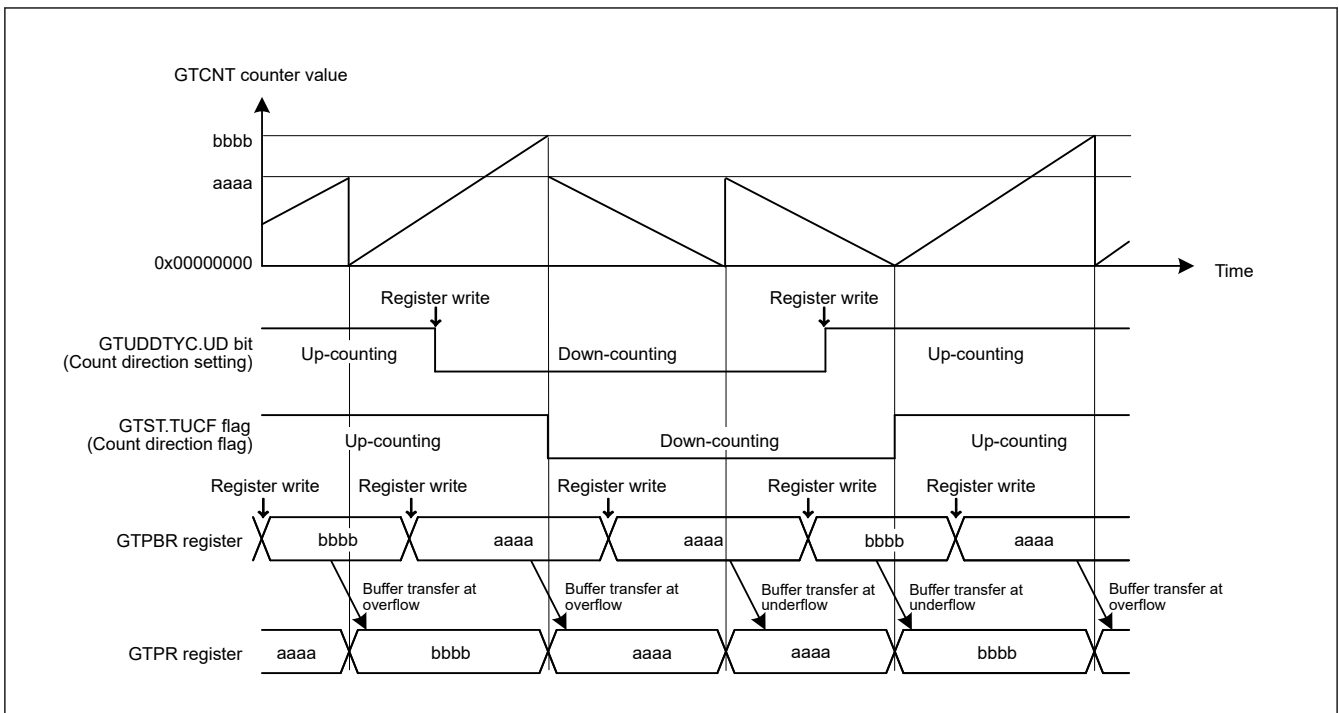 GTCNT counter value
bbbb
aaaa
0x00000000
Time
Register write
Register write
GTUDDTYC.UD bit
(Count direction setting)
Up-counting
Down-counting
Up-counting
GTST.TUCF flag
(Count direction flag)
Up-counting
Down-counting
Up-counting
Register write
Register write
Register write
Register write
Register write
GTPBR register
bbbb
aaaa
aaaa
bbbb
aaaa
Buffer transfer at
overflow
Buffer transfer at
overflow
Buffer transfer at
underflow
Buffer transfer at
underflow
Buffer transfer at
overflow
GTPR register
aaaa
bbbb
aaaa
aaaa
bbbb